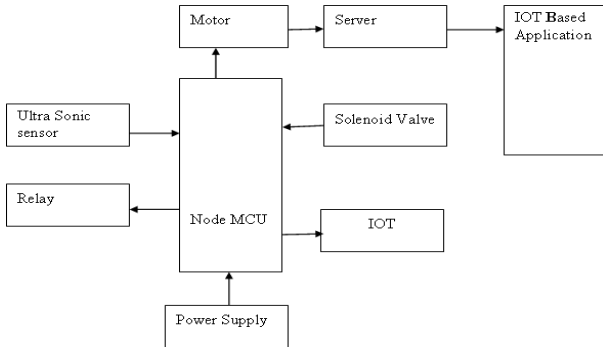 Motor
Server
IOT Based
Application
Ultra Sonic
sensor
Solenoid Valve
Relay
Node MCU
IOT
Power Supply